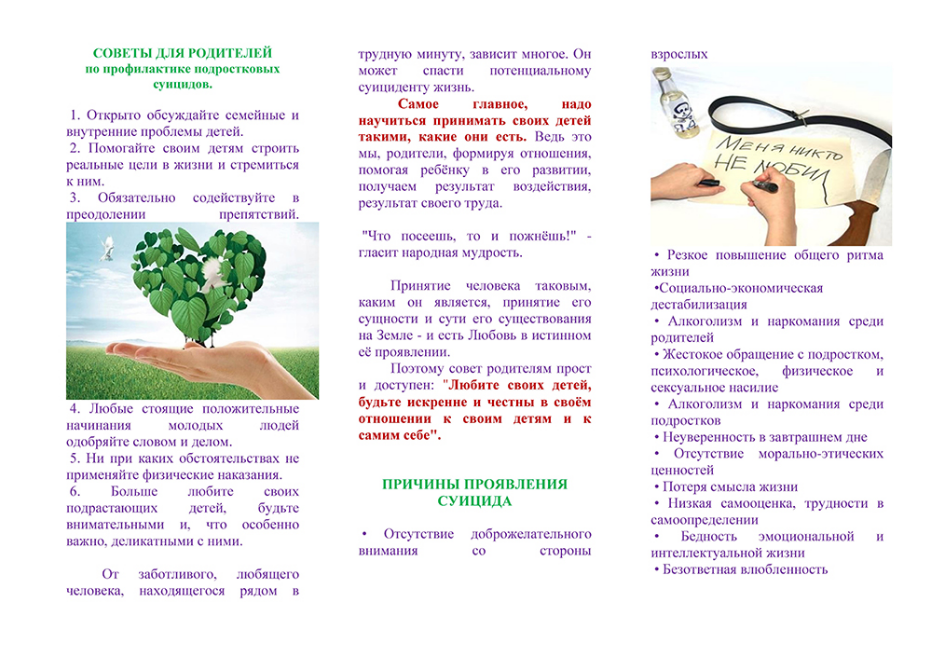 СОВЕТЫ ДЛЯ РОДИТЕЛЕЙ
по профилактике подростковых
суицидов.
1. Открыто обсуждайте семейные и
внутренние проблемы детей.
2. Помогайте своим детям строить
реальные цели в жизни и стремиться
к ним.
3. Обязательно содействуйте в
преодолении препятствий.
4. Любые стоящие положительные
начинания молодых людей
одобряйте словом и делом.
5. Ни при каких обстоятельствах не
применяйте физические наказания.
6. Больше любите своих
подрастающих детей, будьте
внимательными и, что особенно
важно, деликатными с ними.
От заботливого, любящего
человека, находящегося рядом в
трудную минуту, зависит многое. Он
может спасти потенциальному
суициденту жизнь.
Самое главное, надо
научиться принимать своих детей
такими, какие они есть. Ведь это
мы, родители, формируя отношения,
помогая ребёнку в его развитии,
получаем результат воздействия,
результат своего труда.
"Что посеешь, то и пожнёшь!" -
гласит народная мудрость.
Принятие человека таковым,
каким он является, принятие его
сущности и сути его существования
на Земле - и есть Любовь в истинном
её проявлении.
Поэтому совет родителям прост
и доступен: "Любите своих детей,
будьте искренне и честны в своём
отношении к своим детям и к
самим себе".
ПРИЧИНЫ ПРОЯВЛЕНИЯ
СУИЦИДА
• Отсутствие доброжелательного
внимания со стороны
взрослых
МЕНЯ НИКТО
НЕ ЛЮБИЛ
• Резкое повышение общего ритма
жизни
•Социально-экономическая
дестабилизация
• Алкоголизм и наркомания среди
родителей
• Жестокое обращение с подростком,
психологическое, физическое и
сексуальное насилие
• Алкоголизм и наркомания среди
подростков
• Неуверенность в завтрашнем дне
• Отсутствие морально-этических
ценностей
• Потеря смысла жизни
• Низкая самооценка, трудности в
самоопределении
• Бедность эмоциональной и
интеллектуальной жизни
• Безответная влюбленность